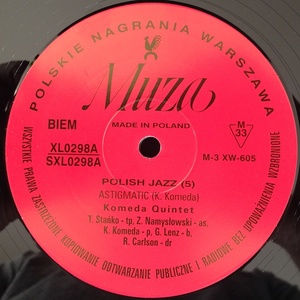 POLSKIE NAGRANIA WARSZAWA
Muza
BIEM
MADE IN POLAND
M
33
XL0298A
SXL0298A
M-3 XW-605
POLISH JAZZ (5)
ASTIGMATIC (K. Komeda)
Komeda Quintet
T. Stańko - tp, Z. Namysłowski - as,
K. Komeda - p, G. Lenz - b,
R. Carlson - dr
WSZYSTKIE PRAWA ZASTRZEŻONE KOPIOWANIE ODTWARZANIE PUBLICZNE I RADIOWE BEZ UPOWAŻNIENIA WZBRONIONE